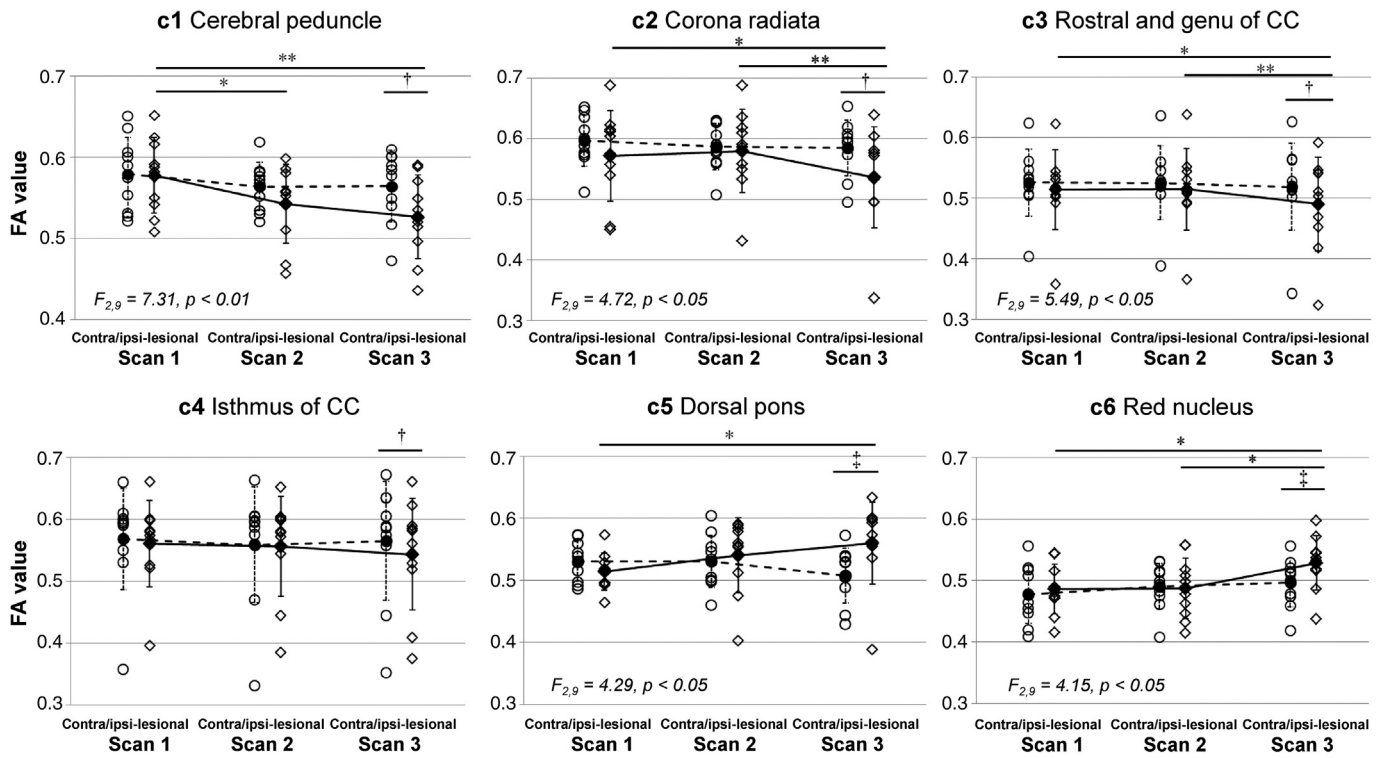 c1 Cerebral peduncle
**
*
†
FA value
0.7
0.6
0.5
0.4
F2,9 = 7.31, p < 0.01
Contra/ipsi-lesional Contra/ipsi-lesional Contra/ipsi-lesional
Scan 1 Scan 2 Scan 3
c2 Corona radiata
*
**
†
0.7
0.6
0.5
0.4
0.3
F2,9 = 4.72, p < 0.05
Contra/ipsi-lesional Contra/ipsi-lesional Contra/ipsi-lesional
Scan 1 Scan 2 Scan 3
c3 Rostral and genu of CC
*
**
†
0.7
0.6
0.5
0.4
0.3
F2,9 = 5.49, p < 0.05
Contra/ipsi-lesional Contra/ipsi-lesional Contra/ipsi-lesional
Scan 1 Scan 2 Scan 3
c4 Isthmus of CC
†
FA value
0.7
0.6
0.5
0.4
0.3
Contra/ipsi-lesional Contra/ipsi-lesional Contra/ipsi-lesional
Scan 1 Scan 2 Scan 3
c5 Dorsal pons
*
‡
0.7
0.6
0.5
0.4
0.3
F2,9 = 4.29, p < 0.05
Contra/ipsi-lesional Contra/ipsi-lesional Contra/ipsi-lesional
Scan 1 Scan 2 Scan 3
c6 Red nucleus
*
*
‡
0.7
0.6
0.5
0.4
0.3
F2,9 = 4.15, p < 0.05
Contra/ipsi-lesional Contra/ipsi-lesional Contra/ipsi-lesional
Scan 1 Scan 2 Scan 3